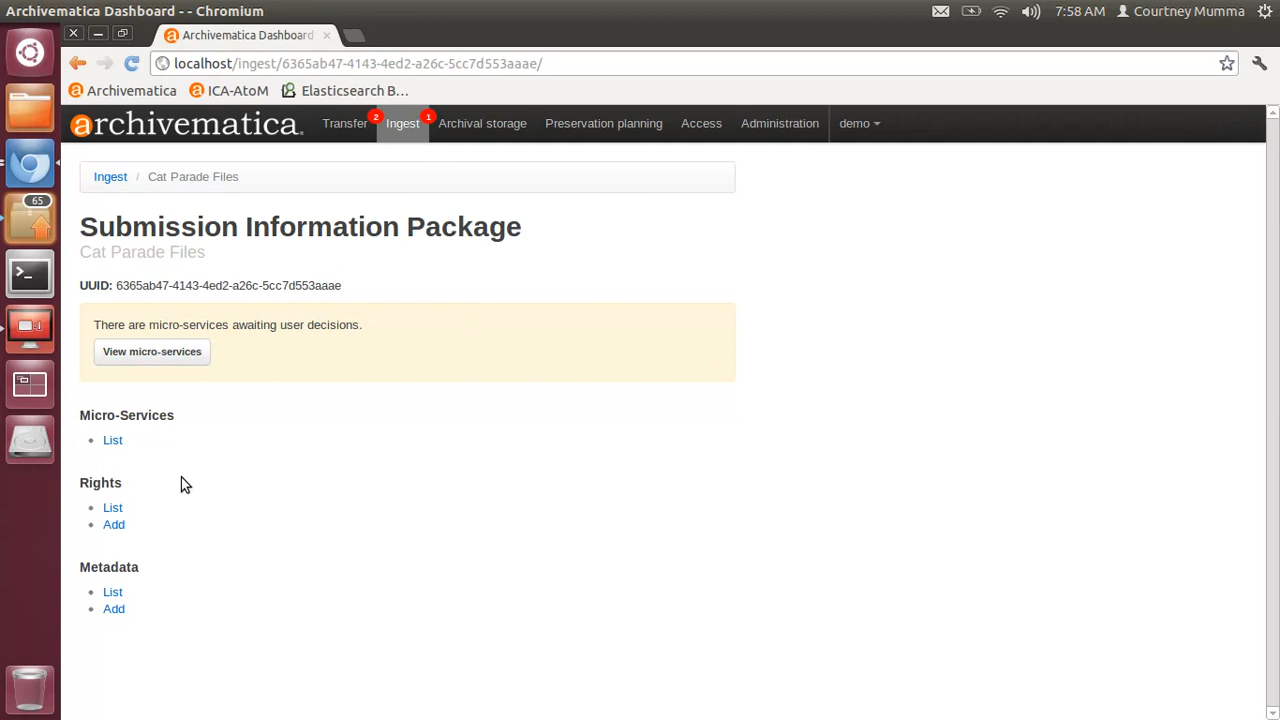 Archivematica Dashboard - - Chromium
7:58 AM
Courtney Mumma
Archivematica Dashboard
localhost/ingest/6365ab47-4143-4ed2-a26c-5cc7d553aaae/
Archivematica
ICA-AtoM
Elasticsearch B...
archivematica
Transfer 2
Ingest 1
Archival storage
Preservation planning
Access
Administration
demo
65
Ingest / Cat Parade Files
Submission Information Package
Cat Parade Files
UUID: 6365ab47-4143-4ed2-a26c-5cc7d553aaae
There are micro-services awaiting user decisions.
View micro-services
Micro-Services
List
Rights
List
Add
Metadata
List
Add